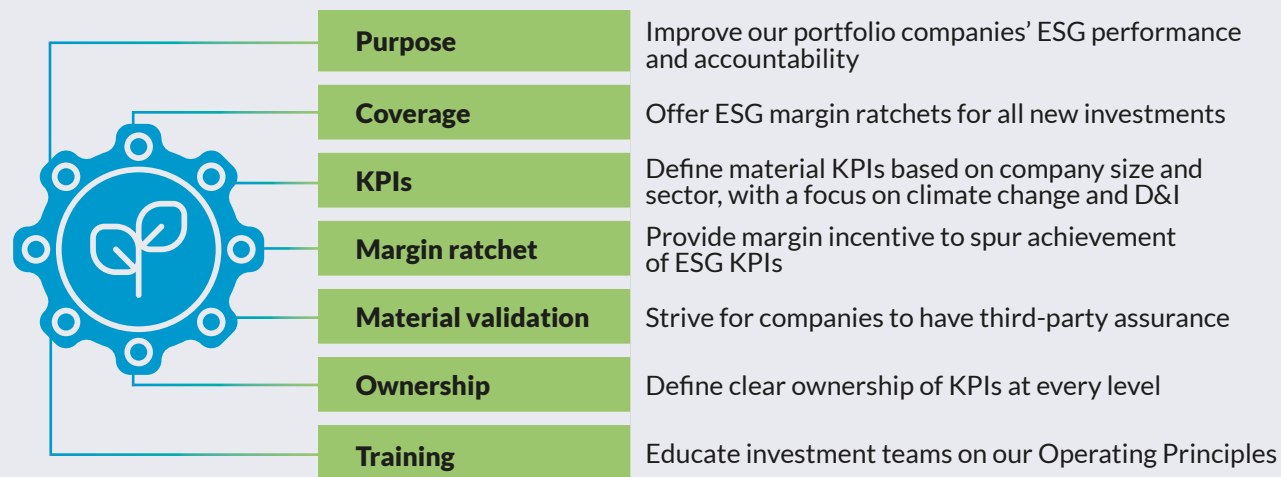 Purpose
Improve our portfolio companies’ ESG performance
and accountability
Coverage
Offer ESG margin ratchets for all new investments
KPIs
Define material KPIs based on company size and
sector, with a focus on climate change and D&I
Margin ratchet
Provide margin incentive to spur achievement
of ESG KPIs
Material validation
Strive for companies to have third-party assurance
Ownership
Define clear ownership of KPIs at every level
Training
Educate investment teams on our Operating Principles